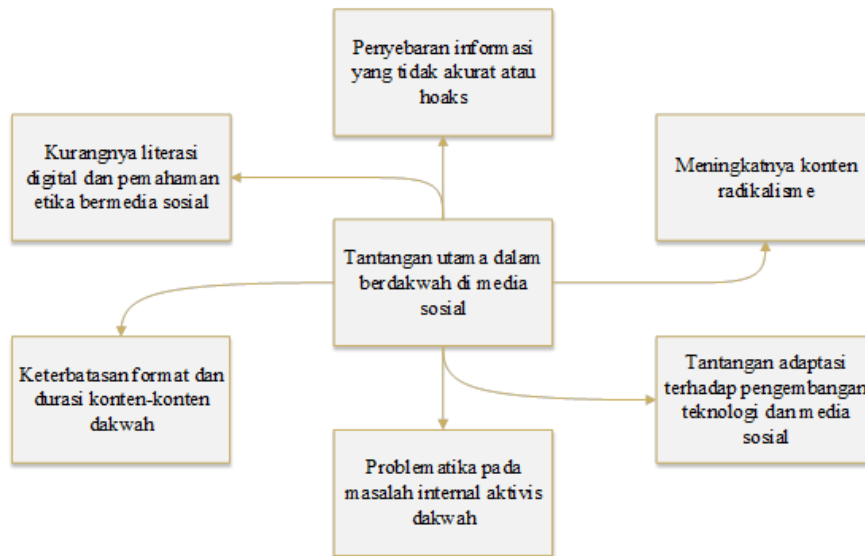 Penyebaran informasi
yang tidak akurat atau
hoaks
Kurangnya literasi
digital dan pemahaman
etika bermedia sosial
Meningkatnya konten
radikalisme
Tantangan utama dalam
berdakwah di media
sosial
Keterbatasan format dan
durasi konten-konten
dakwah
Tantangan adaptasi
terhadap pengembangan
teknologi dan media
sosial
Problematika pada
masalah internal aktivis
dakwah